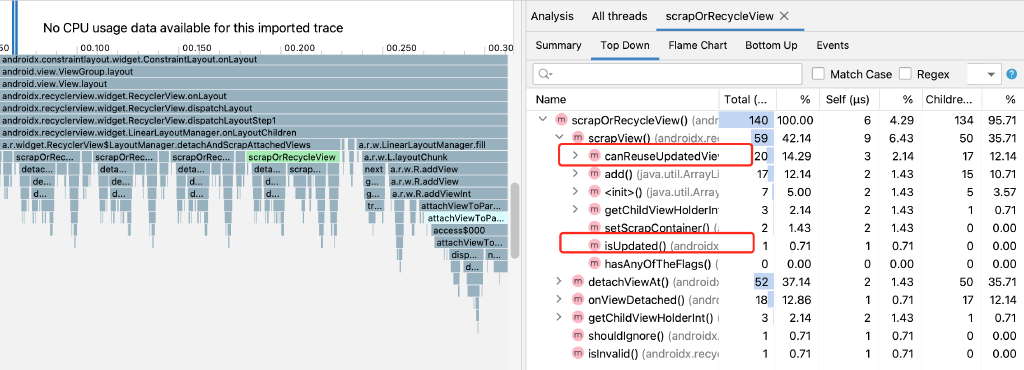 No CPU usage data available for this imported trace
50 00.100 00.150 00.200 00.250 00.30
androidx.constraintlayout.widget.ConstraintLayout.onLayout
android.view.ViewGroup.layout
android.view.View.layout
androidx.recyclerview.widget.RecyclerView.onLayout
androidx.recyclerview.widget.RecyclerView.dispatchLayout
androidx.recyclerview.widget.RecyclerView.dispatchLayoutStep1
androidx.recyclerview.widget.LinearLayoutManager.onLayoutChildren
a.r.widget.RecyclerView$LayoutManager.detachAndScrapAttachedViews a.r.w.LinearLayoutManager.fill
scrapOrRec... scrapOrRec... scrapOrRec... scrapOrRecycleView a.r.w.L.layoutChunk
detac... detac... detac... detac... scrap... next a.r.w.R.addView
de... de... de... de... g... a.r.w.R.addView
d... d... d... d... g... a.r.w.R.addViewInt
tr... attachViewToPar...
attachViewToPa...
access$000
attachViewTo...
disp... n...
d...
Analysis All threads scrapOrRecycleView
Summary Top Down Flame Chart Bottom Up Events
Match Case Regex ?
Name Total (... % Self (μs) % Childre... %
m scrapOrRecycleView() (andro 140 100.00 6 4.29 134 95.71
m scrapView() (androidx.re 59 42.14 9 6.43 50 35.71
m canReuseUpdatedView 20 14.29 3 2.14 17 12.14
m add() (java.util.ArrayLi 17 12.14 2 1.43 15 10.71
m <init>() (java.util.Array 7 5.00 2 1.43 5 3.57
m getChildViewHolderInt 3 2.14 2 1.43 1 0.71
m setScrapContainer() ( 2 1.43 2 1.43 0 0.00
m isUpdated() (androidx 1 0.71 1 0.71 0 0.00
m hasAnyOfTheFlags() ( 0 0.00 0 0.00 0 0.00
m detachViewAt() (androidx 52 37.14 2 1.43 50 35.71
m onViewDetached() (andro 18 12.86 1 0.71 17 12.14
m getChildViewHolderInt() ( 3 2.14 2 1.43 1 0.71
m shouldIgnore() (androidx 1 0.71 1 0.71 0 0.00
m isInvalid() (androidx.recy 1 0.71 1 0.71 0 0.00